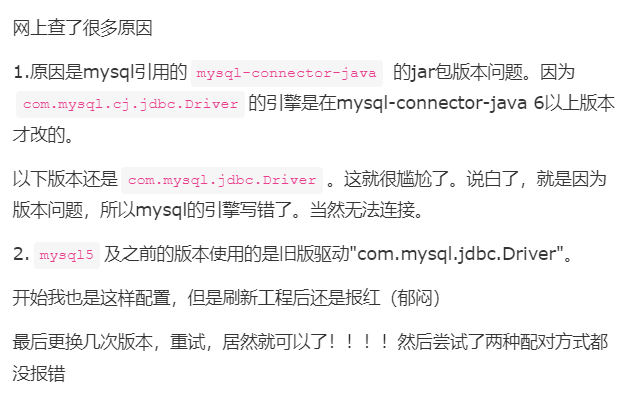 网上查了很多原因
1.原因是mysql引用的 mysql-connector-java 的jar包版本问题。因为
com.mysql.cj.jdbc.Driver 的引擎是在mysql-connector-java 6以上版本
才改的。
以下版本还是 com.mysql.jdbc.Driver 。这就很尴尬了。说白了，就是因为
版本问题，所以mysql的引擎写错了。当然无法连接。
2. mysql5 及之前的版本使用的是旧版驱动"com.mysql.jdbc.Driver"。
开始我也是这样配置，但是刷新工程后还是报红（郁闷）
最后更换几次版本，重试，居然就可以了！！！！然后尝试了两种配对方式都
没报错